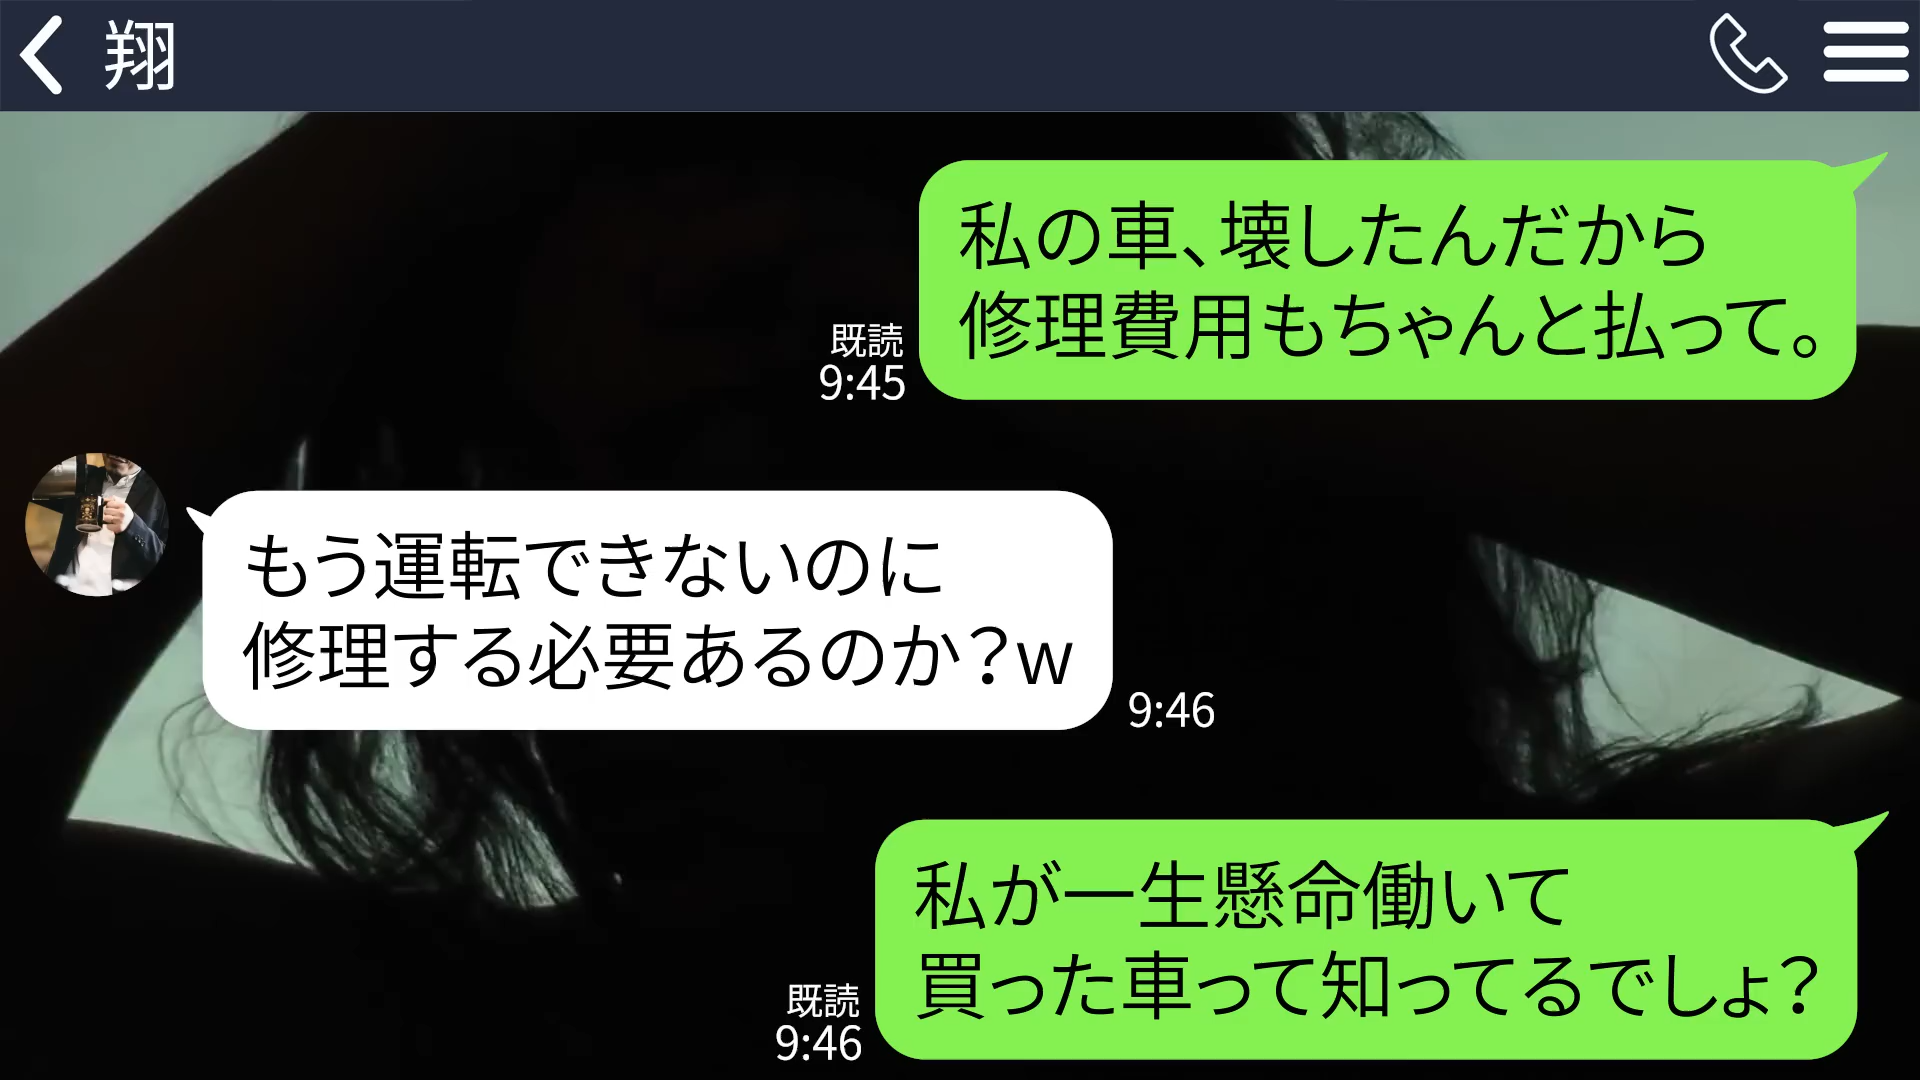 翔
私の車、壊したんだから
修理費用もちゃんと払って。
既読
9:45
もう運転できないのに
修理する必要あるのか？w
9:46
私が一生懸命働いて
買った車って知ってるでしょ？
既読
9:46